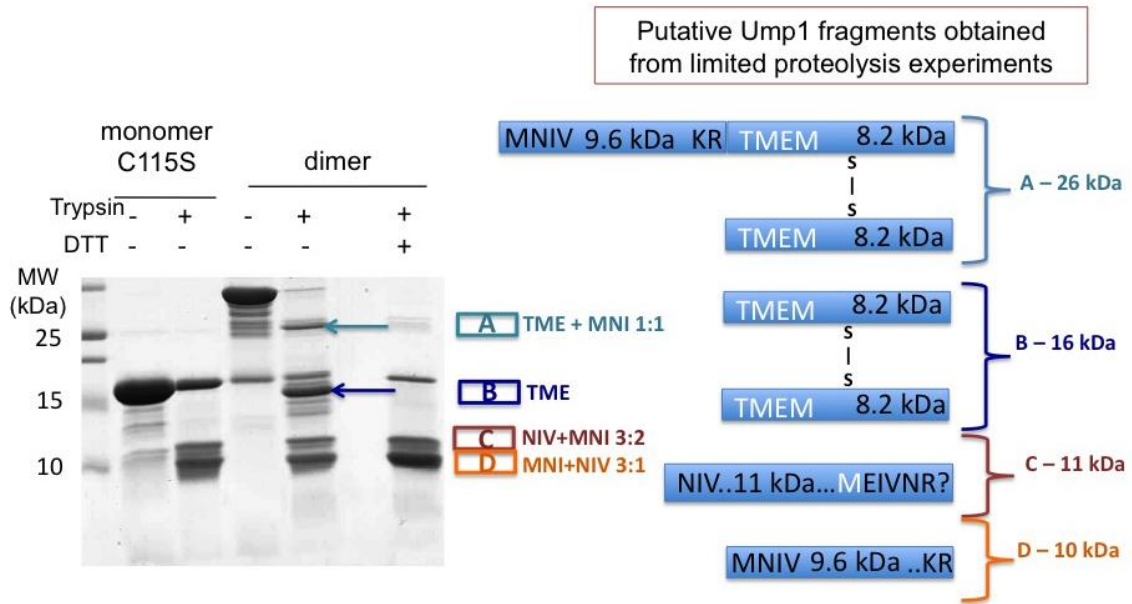 Putative Ump1 fragments obtained
from limited proteolysis experiments
monomer
C115S
dimer
Trypsin - + - + +
DTT - - - - +
MW
(kDa)
25
15
10
A TME + MNI 1:1
B TME
C NIV+MNI 3:2
D MNI+NIV 3:1
MNIV 9.6 kDa KR TMEM 8.2 kDa
S
|
S
TMEM 8.2 kDa
A – 26 kDa
TMEM 8.2 kDa
S
|
S
TMEM 8.2 kDa
B – 16 kDa
NIV..11 kDa...MEIVNR?
C – 11 kDa
MNIV 9.6 kDa ..KR
D – 10 kDa